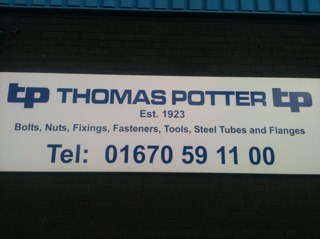 tp THOMAS POTTER tp
Est. 1923
Bolts, Nuts, Fixings, Fasteners, Tools, Steel Tubes and Flanges
Tel: 01670 59 11 00